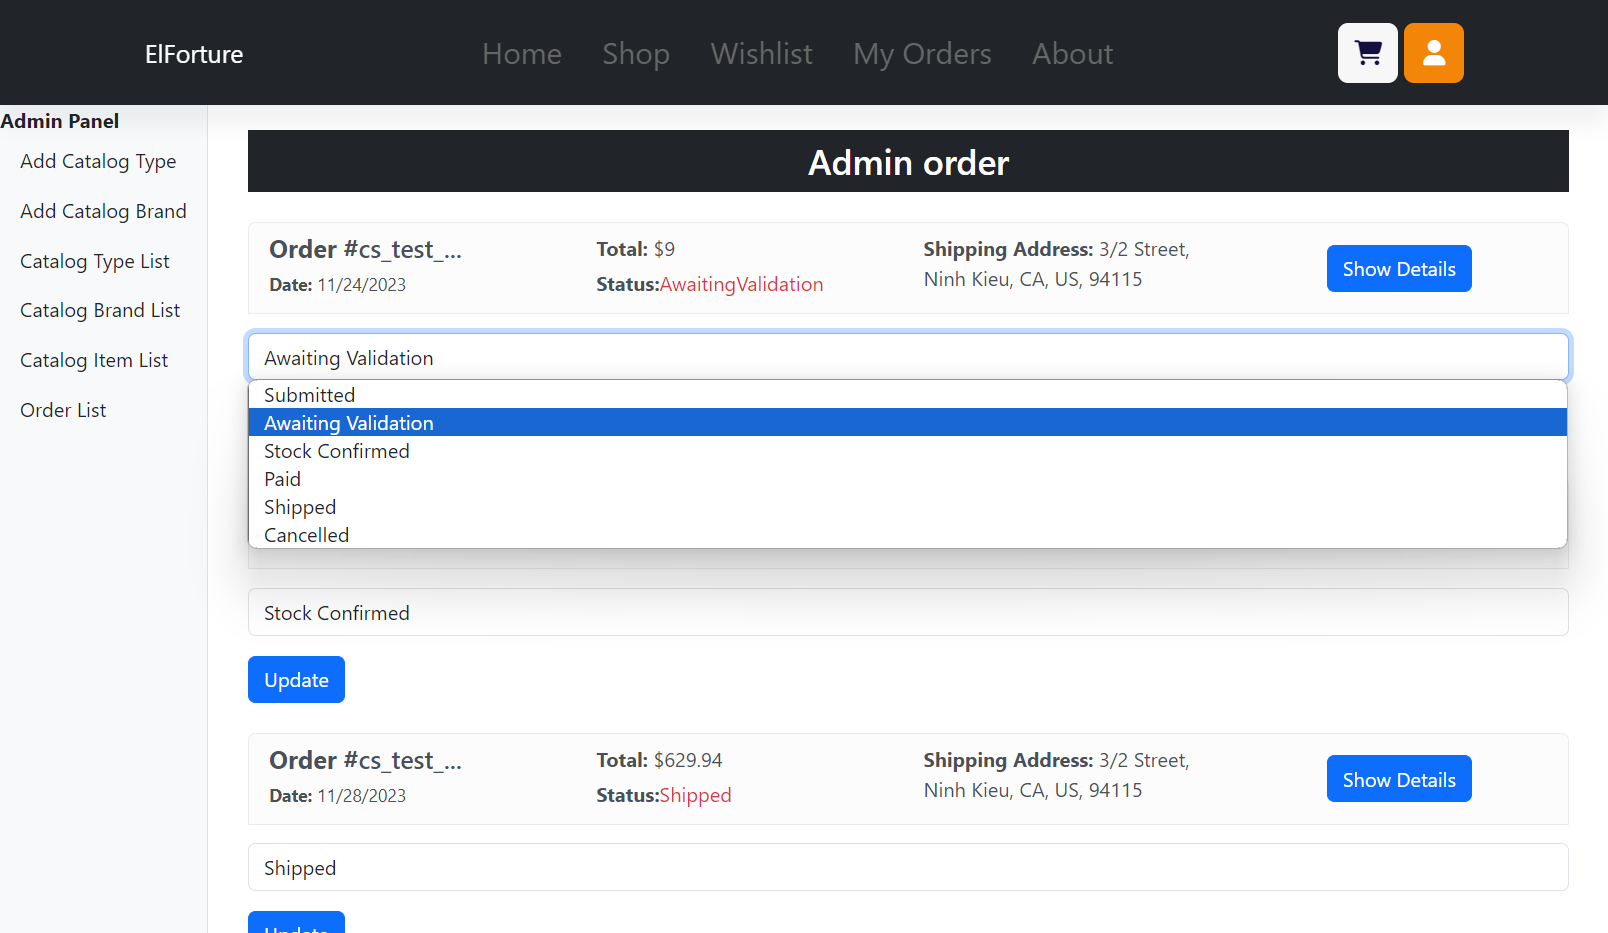 ElForture
Home
Shop
Wishlist
My Orders
About
Admin Panel
Add Catalog Type
Add Catalog Brand
Catalog Type List
Catalog Brand List
Catalog Item List
Order List
Admin order
Order #cs_test_...
Date: 11/24/2023
Total: $9
Status:AwaitingValidation
Shipping Address: 3/2 Street,
Ninh Kieu, CA, US, 94115
Show Details
Awaiting Validation
Submitted
Awaiting Validation
Stock Confirmed
Paid
Shipped
Cancelled
Stock Confirmed
Update
Order #cs_test_...
Date: 11/28/2023
Total: $629.94
Status:Shipped
Shipping Address: 3/2 Street,
Ninh Kieu, CA, US, 94115
Show Details
Shipped
Update